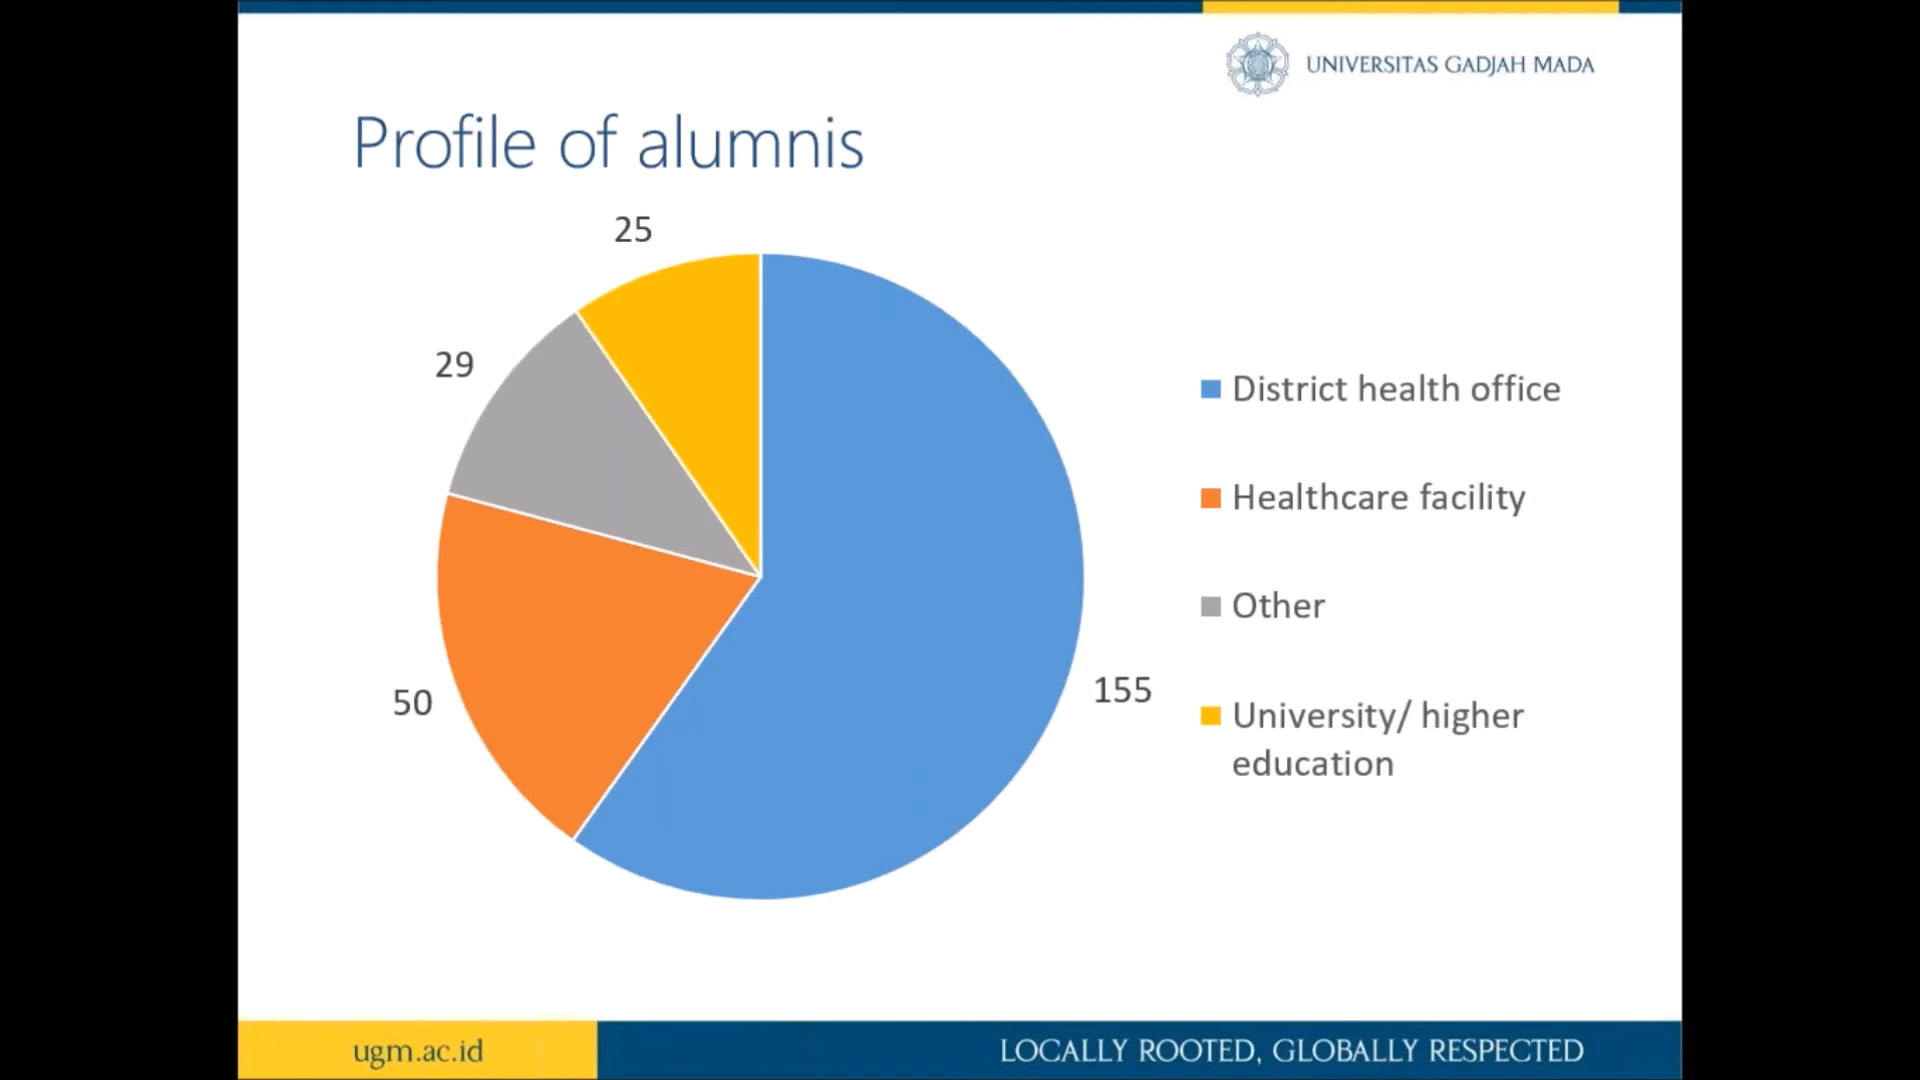 UNIVERSITAS GADJAH MADA
Profile of alumnis
25
29
50
155
District health office
Healthcare facility
Other
University/ higher
education
ugm.ac.id
LOCALLY ROOTED, GLOBALLY RESPECTED